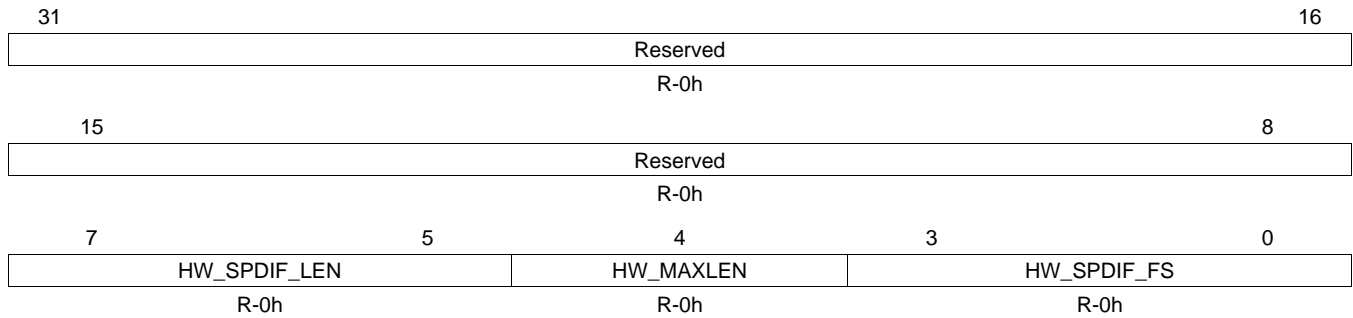 31 16
Reserved
R-0h
15 8
Reserved
R-0h
7 5 4 3 0
HW_SPDIF_LEN HW_MAXLEN HW_SPDIF_FS
R-0h R-0h R-0h